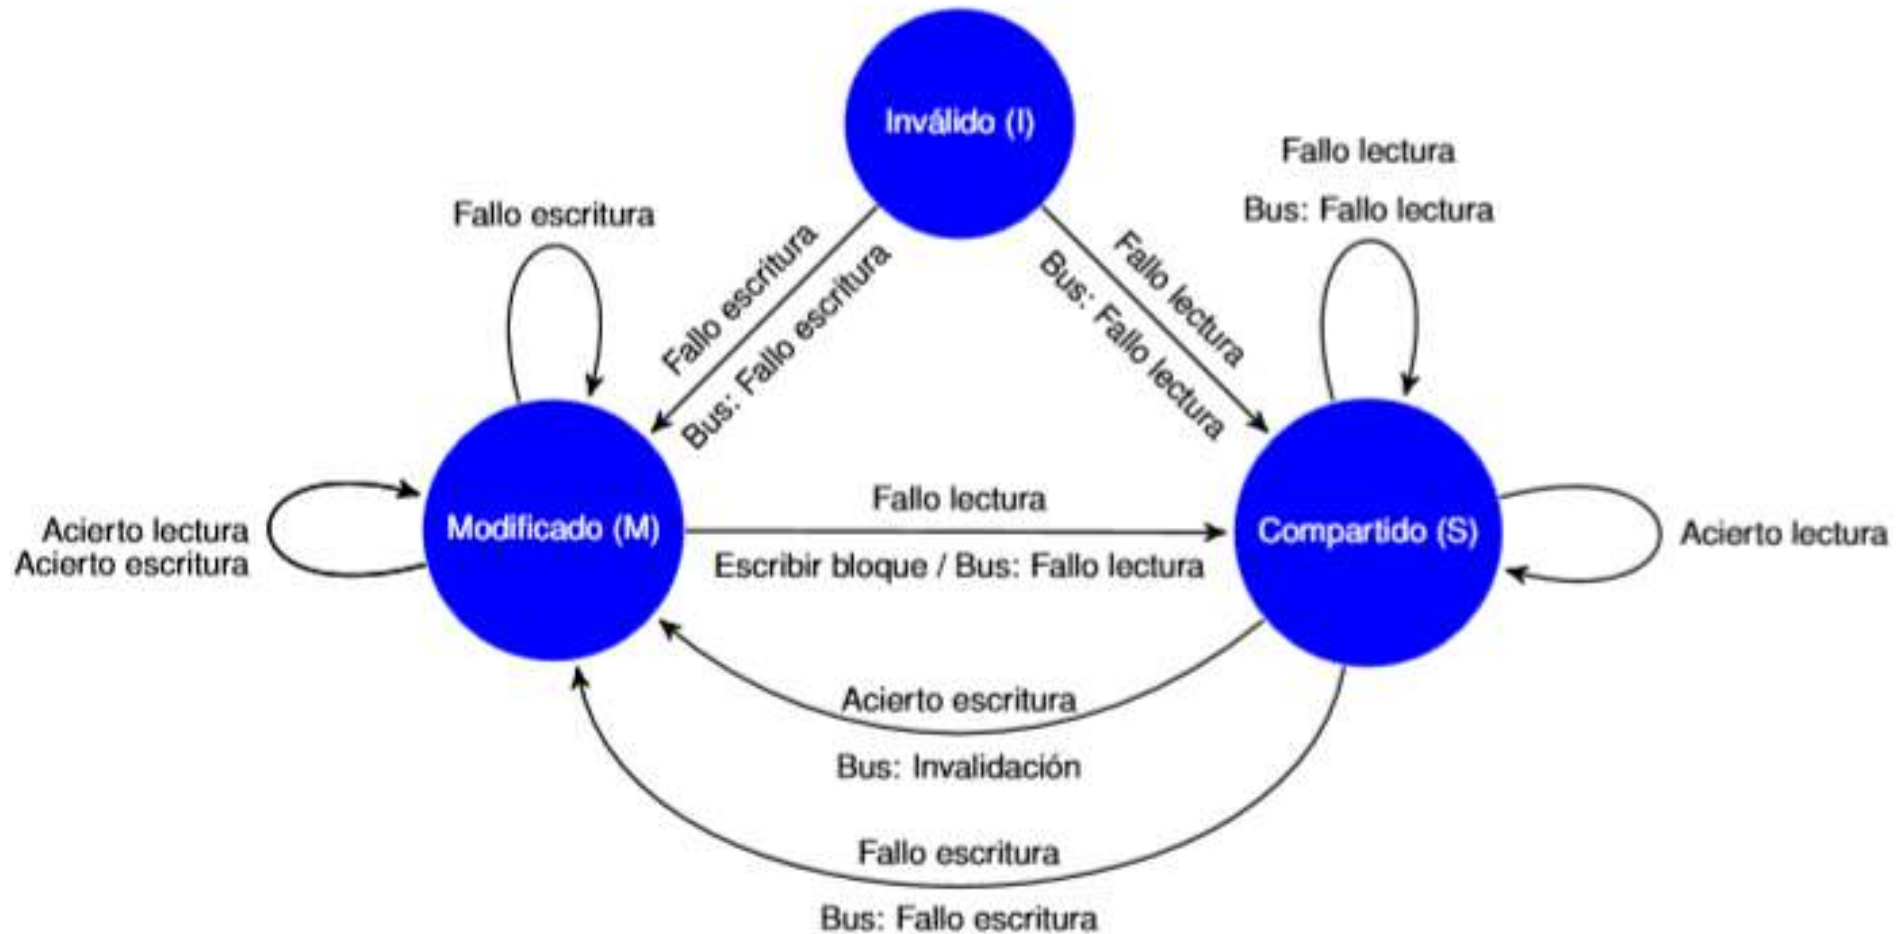 Inválido (I)
Fallo lectura
Bus: Fallo lectura
Fallo escritura
Fallo escritura
Bus: Fallo escritura
Fallo lectura
Bus: Fallo lectura
Acierto lectura
Acierto escritura
Modificado (M)
Fallo lectura
Escribir bloque / Bus: Fallo lectura
Compartido (S)
Acierto lectura
Acierto escritura
Bus: Invalidación
Fallo escritura
Bus: Fallo escritura